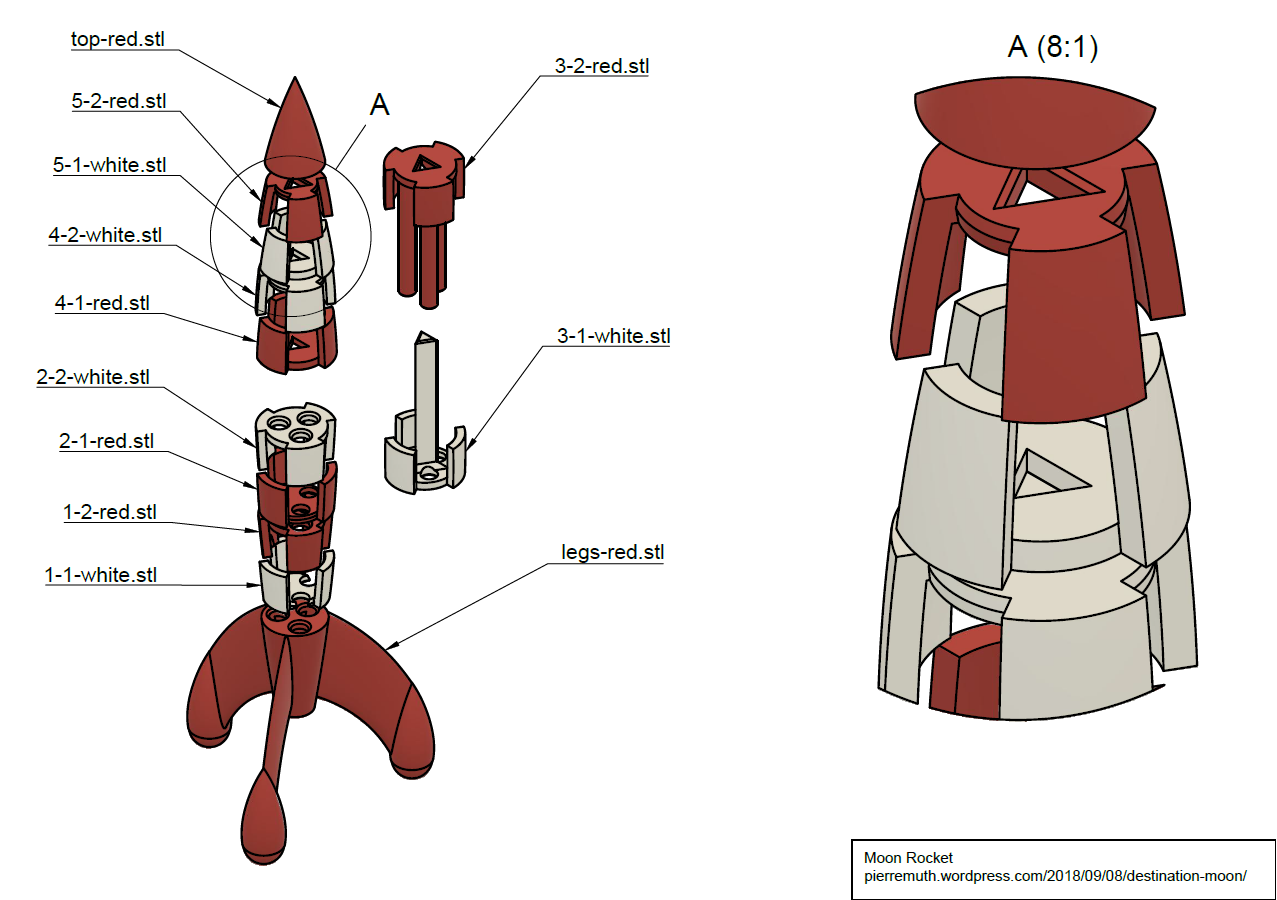 top-red.stl
A (8:1)
3-2-red.stl
5-2-red.stl
A
5-1-white.stl
4-2-white.stl
4-1-red.stl
3-1-white.stl
2-2-white.stl
2-1-red.stl
1-2-red.stl
legs-red.stl
1-1-white.stl
Moon Rocket
pierremuth.wordpress.com/2018/09/08/destination-moon/